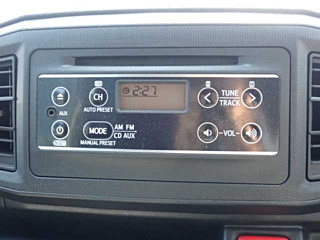 CH
2:27
TUNE
TRACK
AUTO PRESET
AUX
MODE
AM FM
CD AUX
MANUAL PRESET
VOL